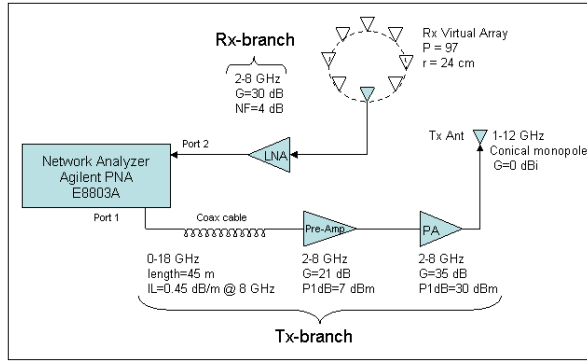 Rx-branch
2-8 GHz
G=30 dB
NF=4 dB
Rx Virtual Array
P = 97
r = 24 cm
Tx Ant
1-12 GHz
Conical monopole
G=0 dBi
Port 2
LNA
Network Analyzer
Agilent PNA
E8803A
Port 1
Coax cable
Pre-Amp
PA
0-18 GHz
length=45 m
IL=0.45 dB/m @ 8 GHz
2-8 GHz
G=21 dB
P1dB=7 dBm
2-8 GHz
G=35 dB
P1dB=30 dBm
Tx-branch